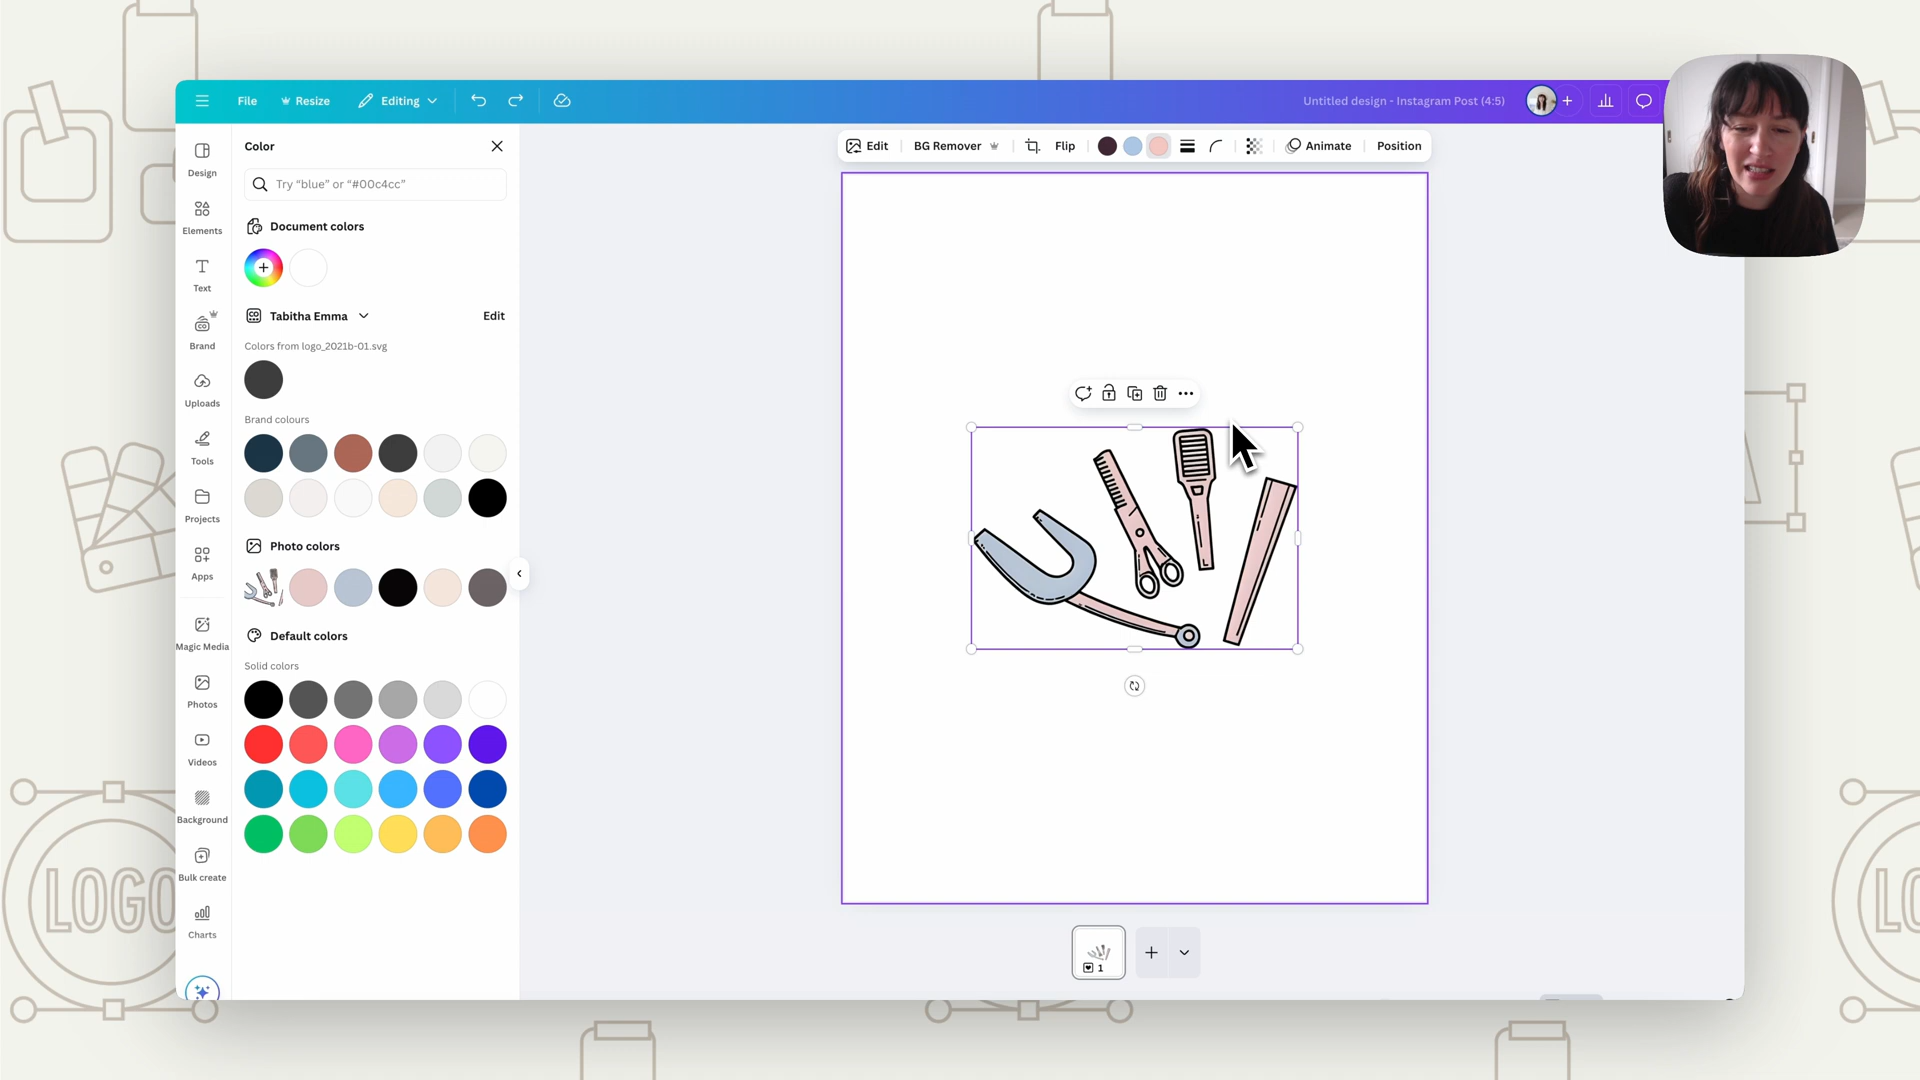 File
Resize
Editing
Untitled design - Instagram Post (4:5)
Color
Try “blue” or “#00c4cc”
Document colors
Tabitha Emma
Edit
Colors from logo_2021b-01.svg
Brand colours
Photo colors
Default colors
Solid colors
Design
Elements
Text
Brand
Uploads
Tools
Projects
Apps
Magic Media
Photos
Videos
Background
Bulk create
Charts
Edit
BG Remover
Flip
Animate
Position
1
LOGO